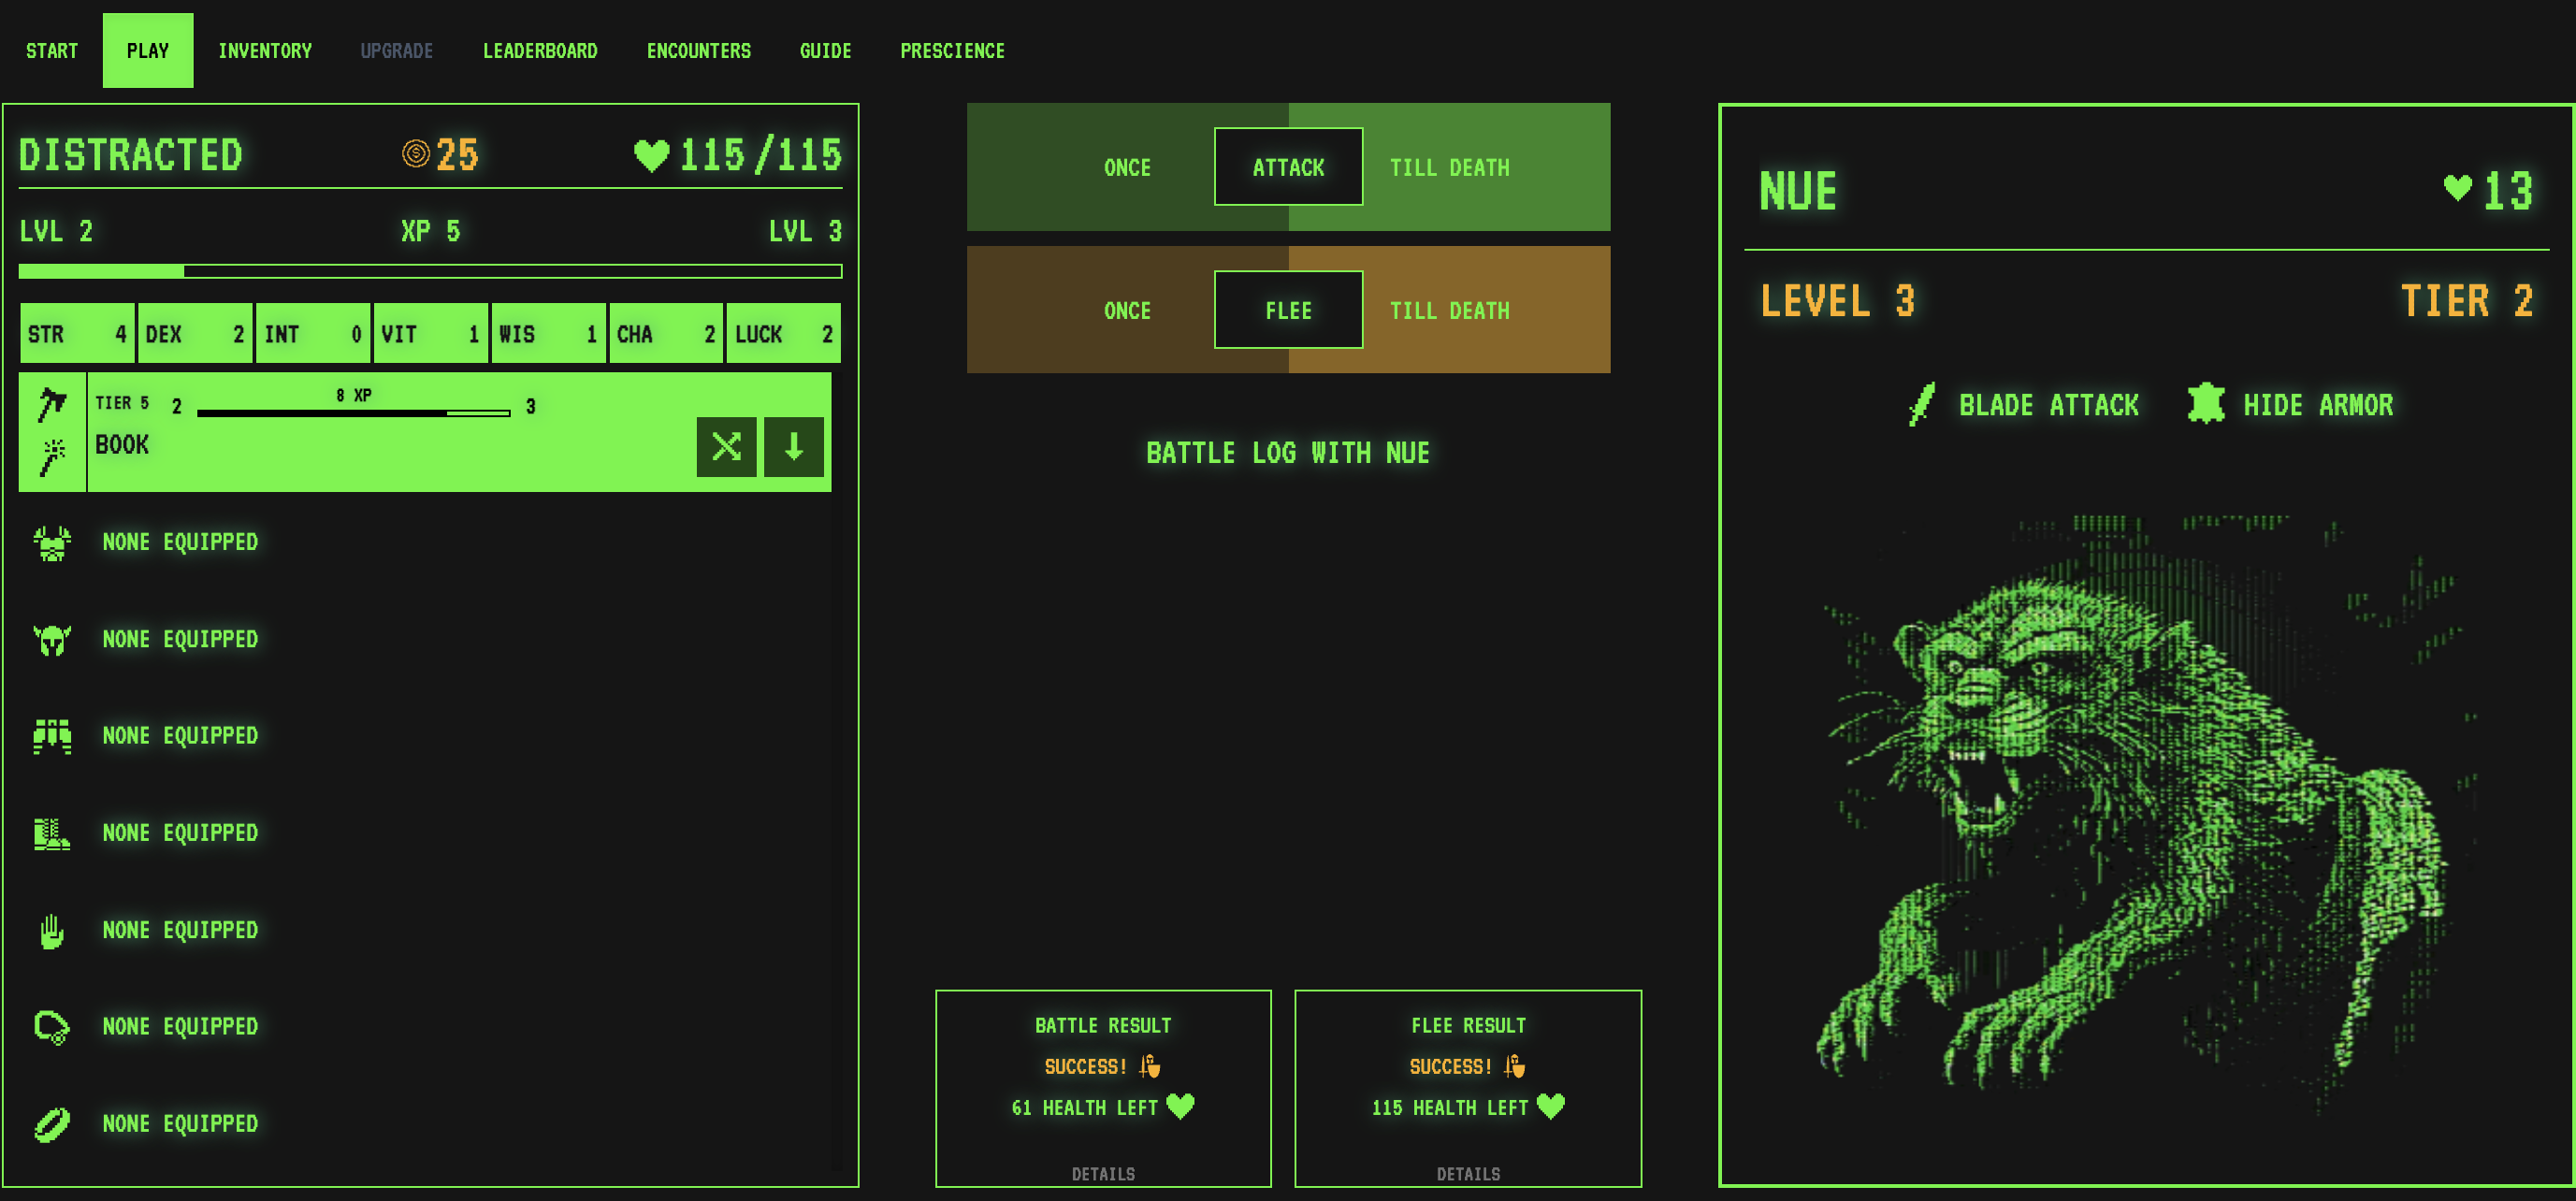 START PLAY INVENTORY UPGRADE LEADERBOARD ENCOUNTERS GUIDE PRESCIENCE
DISTRACTED 25 115/115
LVL 2 XP 5 LVL 3
STR 4 DEX 2 INT 0 VIT 1 WIS 1 CHA 2 LUCK 2
TIER 5 2 8 XP 3
BOOK
NONE EQUIPPED
NONE EQUIPPED
NONE EQUIPPED
NONE EQUIPPED
NONE EQUIPPED
NONE EQUIPPED
NONE EQUIPPED
ONCE ATTACK TILL DEATH
ONCE FLEE TILL DEATH
BATTLE LOG WITH NUE
BATTLE RESULT
SUCCESS!
61 HEALTH LEFT
DETAILS
FLEE RESULT
SUCCESS!
115 HEALTH LEFT
DETAILS
NUE 13
LEVEL 3 TIER 2
BLADE ATTACK HIDE ARMOR